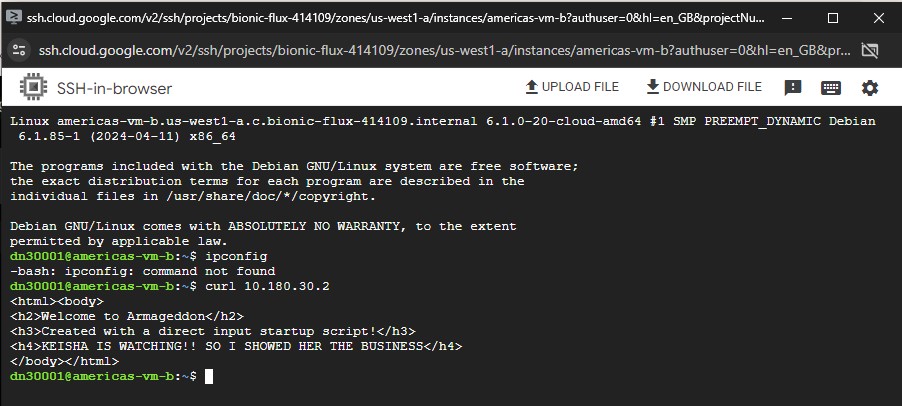 ssh.cloud.google.com/v2/ssh/projects/bionic-flux-414109/zones/us-west1-a/instances/americas-vm-b?authuser=0&hl=en_GB&projectNu...
ssh.cloud.google.com/v2/ssh/projects/bionic-flux-414109/zones/us-west1-a/instances/americas-vm-b?authuser=0&hl=en_GB&pr...
SSH-in-browser UPLOAD FILE DOWNLOAD FILE
Linux americas-vm-b.us-west1-a.c.bionic-flux-414109.internal 6.1.0-20-cloud-amd64 #1 SMP PREEMPT_DYNAMIC Debian
6.1.85-1 (2024-04-11) x86_64
The programs included with the Debian GNU/Linux system are free software;
the exact distribution terms for each program are described in the
individual files in /usr/share/doc/*/copyright.
Debian GNU/Linux comes with ABSOLUTELY NO WARRANTY, to the extent
permitted by applicable law.
dn30001@americas-vm-b:~$ ipconfig
-bash: ipconfig: command not found
dn30001@americas-vm-b:~$ curl 10.180.30.2
<html><body>
<h2>Welcome to Armageddon</h2>
<h3>Created with a direct input startup script!</h3>
<h4>KEISHA IS WATCHING!! SO I SHOWED HER THE BUSINESS</h4>
</body></html>
dn30001@americas-vm-b:~$